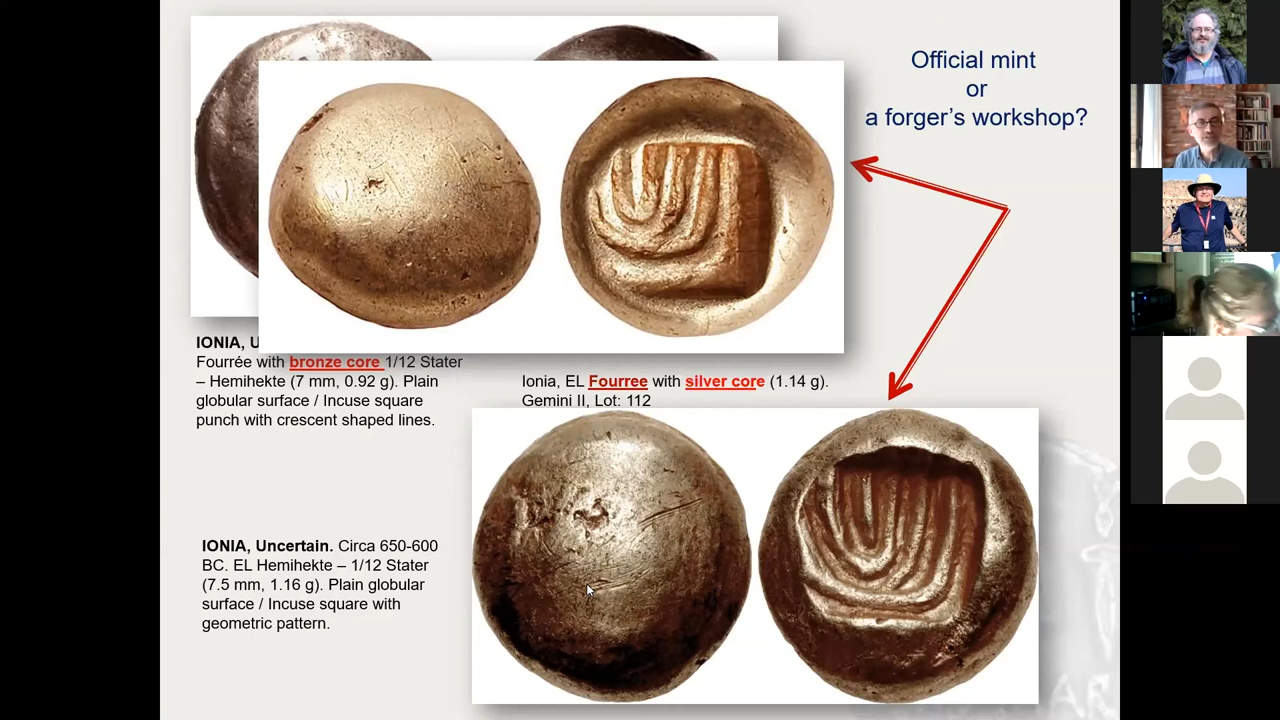 Official mint
or
a forger's workshop?
IONIA, U
Fourrée with bronze core 1/12 Stater
– Hemihekte (7 mm, 0.92 g). Plain
globular surface / Incuse square
punch with crescent shaped lines.
Ionia, EL Fourree with silver core (1.14 g).
Gemini II, Lot: 112
IONIA, Uncertain. Circa 650-600
BC. EL Hemihekte – 1/12 Stater
(7.5 mm, 1.16 g). Plain globular
surface / Incuse square with
geometric pattern.